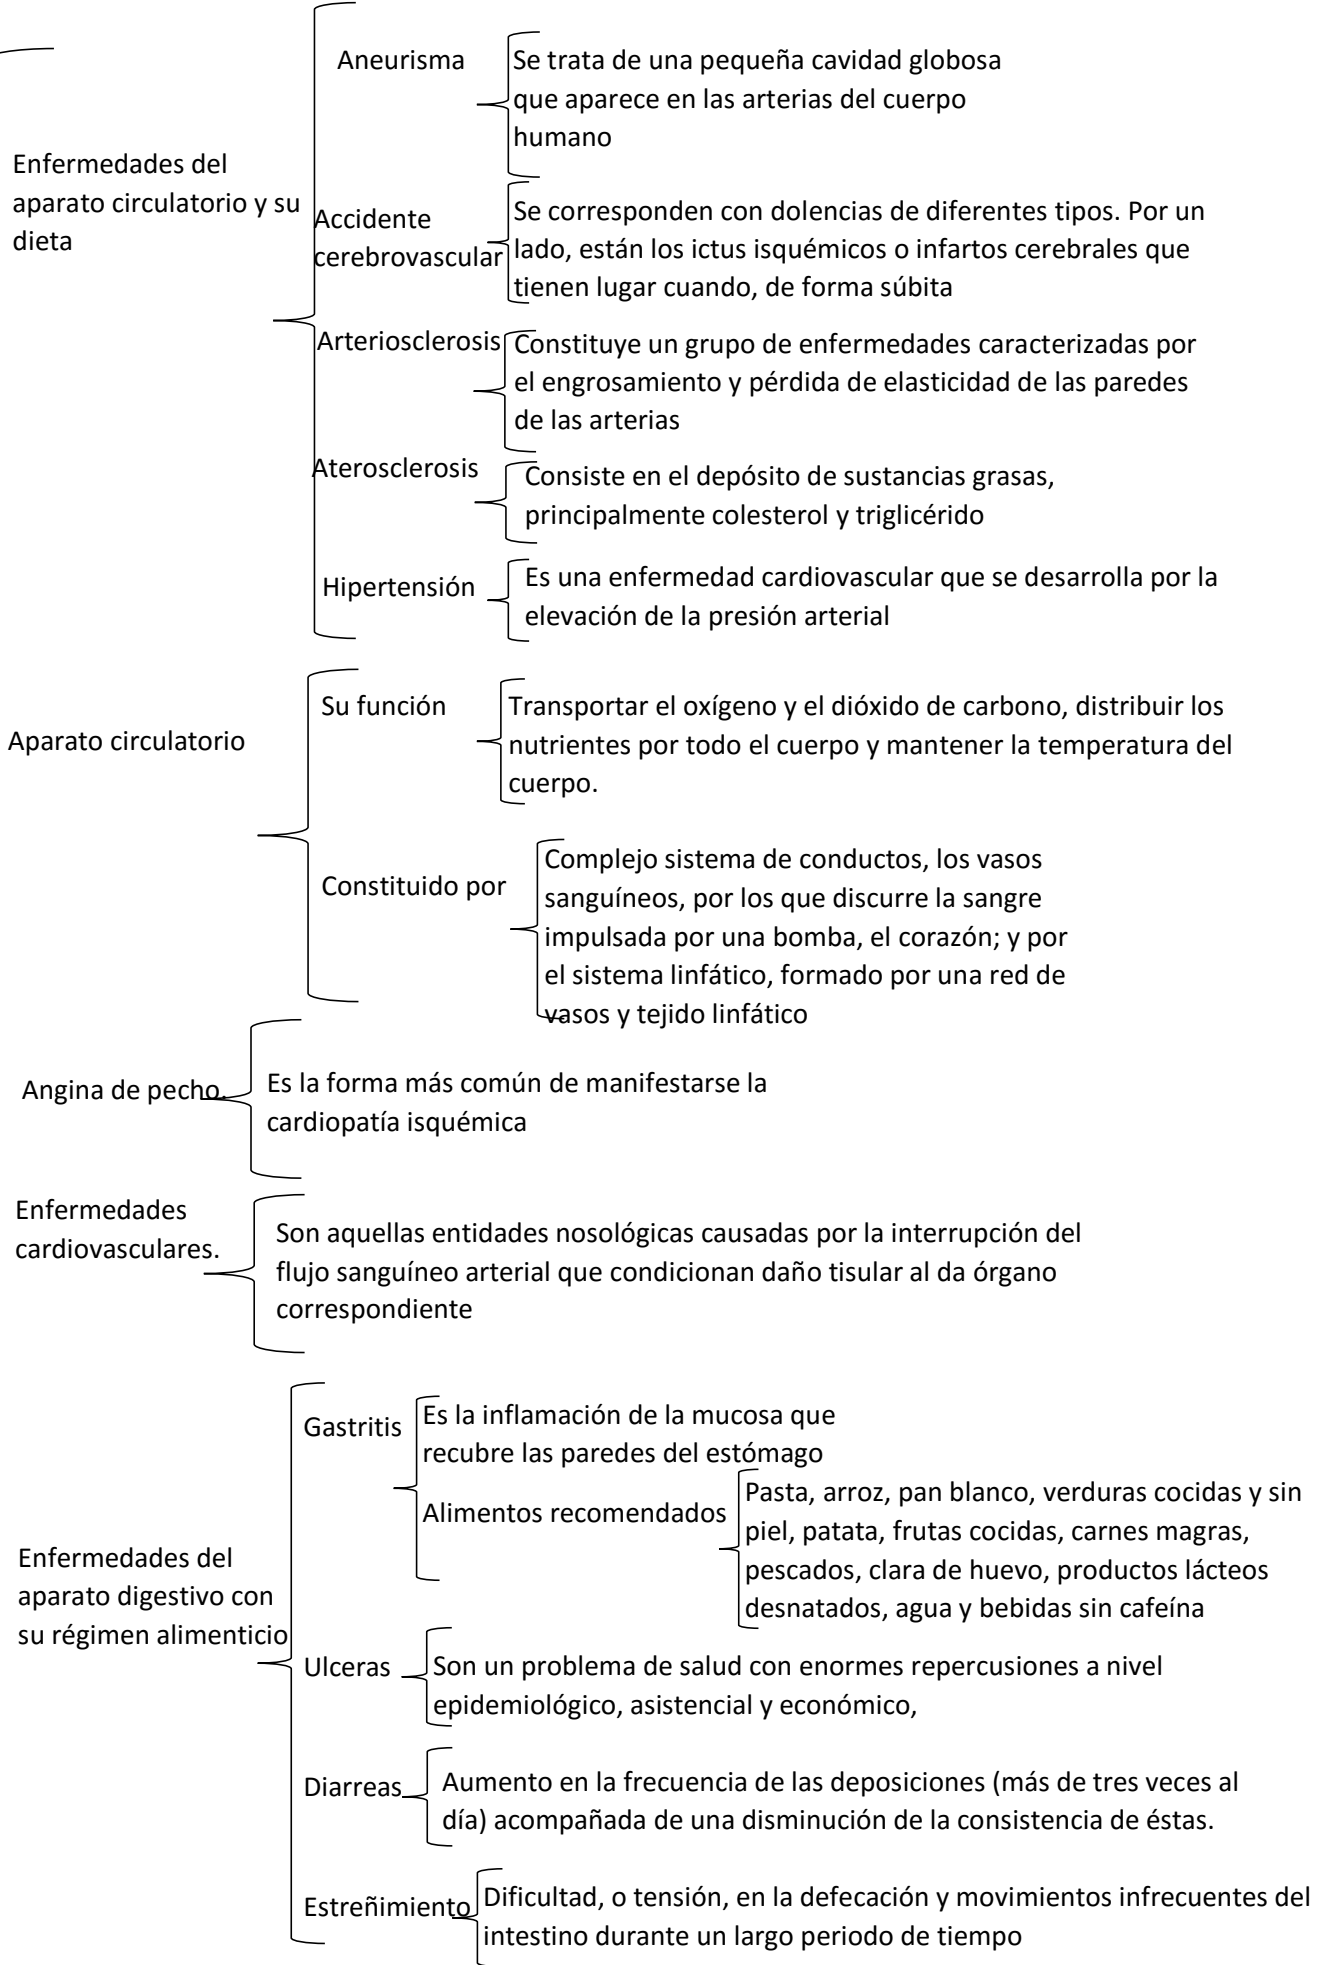 Enfermedades del
aparato circulatorio y su
dieta
Aneurisma
Se trata de una pequeña cavidad globosa
que aparece en las arterias del cuerpo
humano
Accidente
cerebrovascular
Se corresponden con dolencias de diferentes tipos. Por un
lado, están los ictus isquémicos o infartos cerebrales que
tienen lugar cuando, de forma súbita
Arteriosclerosis
Constituye un grupo de enfermedades caracterizadas por
el engrosamiento y pérdida de elasticidad de las paredes
de las arterias
Aterosclerosis
Consiste en el depósito de sustancias grasas,
principalmente colesterol y triglicérido
Hipertensión
Es una enfermedad cardiovascular que se desarrolla por la
elevación de la presión arterial
Aparato circulatorio
Su función
Transportar el oxígeno y el dióxido de carbono, distribuir los
nutrientes por todo el cuerpo y mantener la temperatura del
cuerpo.
Constituido por
Complejo sistema de conductos, los vasos
sanguíneos, por los que discurre la sangre
impulsada por una bomba, el corazón; y por
el sistema linfático, formado por una red de
vasos y tejido linfático
Angina de pecho.
Es la forma más común de manifestarse la
cardiopatía isquémica
Enfermedades
cardiovasculares.
Son aquellas entidades nosológicas causadas por la interrupción del
flujo sanguíneo arterial que condicionan daño tisular al da órgano
correspondiente
Enfermedades del
aparato digestivo con
su régimen alimenticio
Gastritis
Es la inflamación de la mucosa que
recubre las paredes del estómago
Alimentos recomendados
Pasta, arroz, pan blanco, verduras cocidas y sin
piel, patata, frutas cocidas, carnes magras,
pescados, clara de huevo, productos lácteos
desnatados, agua y bebidas sin cafeína
Ulceras
Son un problema de salud con enormes repercusiones a nivel
epidemiológico, asistencial y económico,
Diarreas
Aumento en la frecuencia de las deposiciones (más de tres veces al
día) acompañada de una disminución de la consistencia de éstas.
Estreñimiento
Dificultad, o tensión, en la defecación y movimientos infrecuentes del
intestino durante un largo periodo de tiempo